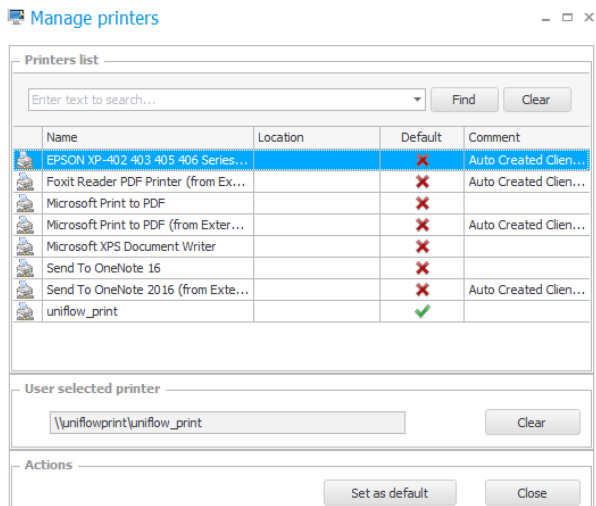 Manage printers
Printers list
Enter text to search...
Find
Clear
Name Location Default Comment
EPSON XP-402 403 405 406 Series... Auto Created Clien...
Foxit Reader PDF Printer (from Ex... Auto Created Clien...
Microsoft Print to PDF
Microsoft Print to PDF (from Exter... Auto Created Clien...
Microsoft XPS Document Writer
Send To OneNote 16
Send To OneNote 2016 (from Exte... Auto Created Clien...
uniflow_print
User selected printer
\\uniflowprint\uniflow_print
Clear
Actions
Set as default
Close